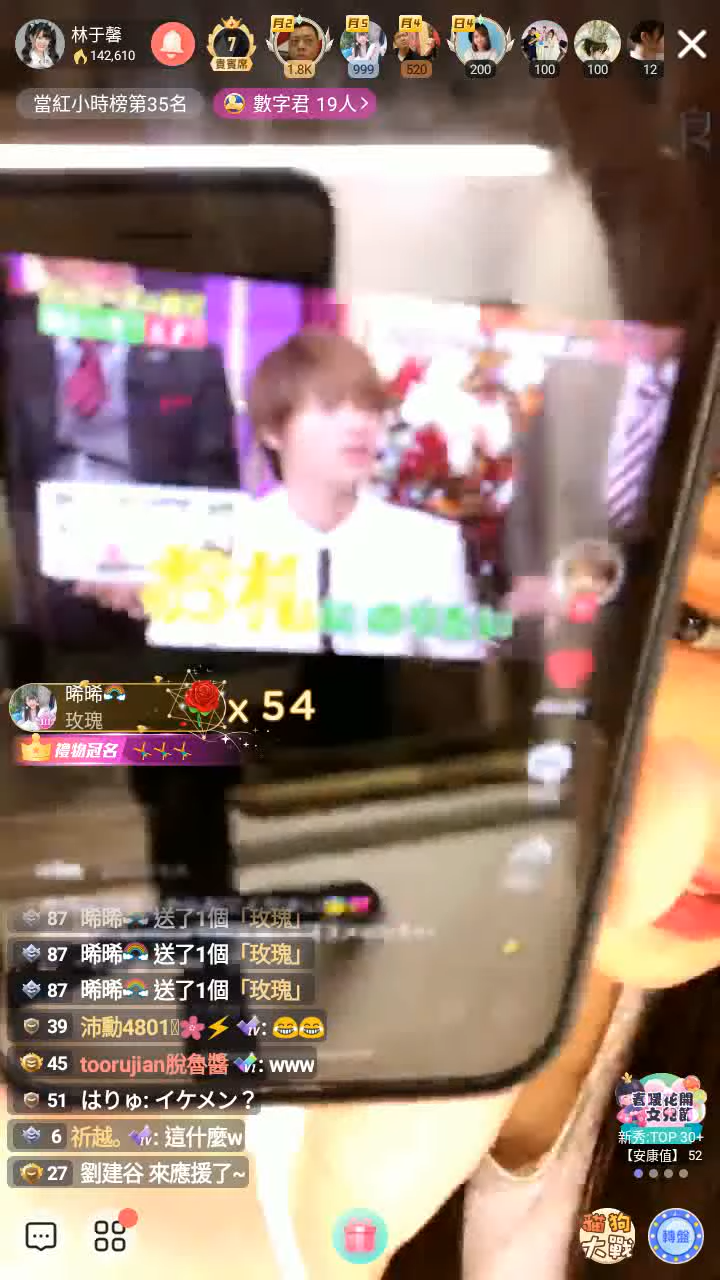 林于馨
142,610
7
貴賓席
月2
1.8K
月5
999
月4
520
日4
200
100
100
12
當紅小時榜第35名
數字君 19人>
晞晞🌈
玫瑰
x 54
禮物冠名
87 晞晞🌈 送了1個「玫瑰」
87 晞晞🌈 送了1個「玫瑰」
87 晞晞🌈 送了1個「玫瑰」
39 沛勳4801🌸⚡: 😂😂
45 toorujian脫魯醬: www
51 はりゅ: イケメン？
6 祈越。: 這什麼w
27 劉建谷 來應援了~
春暖花開
新秀:TOP 30+
【安康值】 52
貓狗
大戰
轉盤